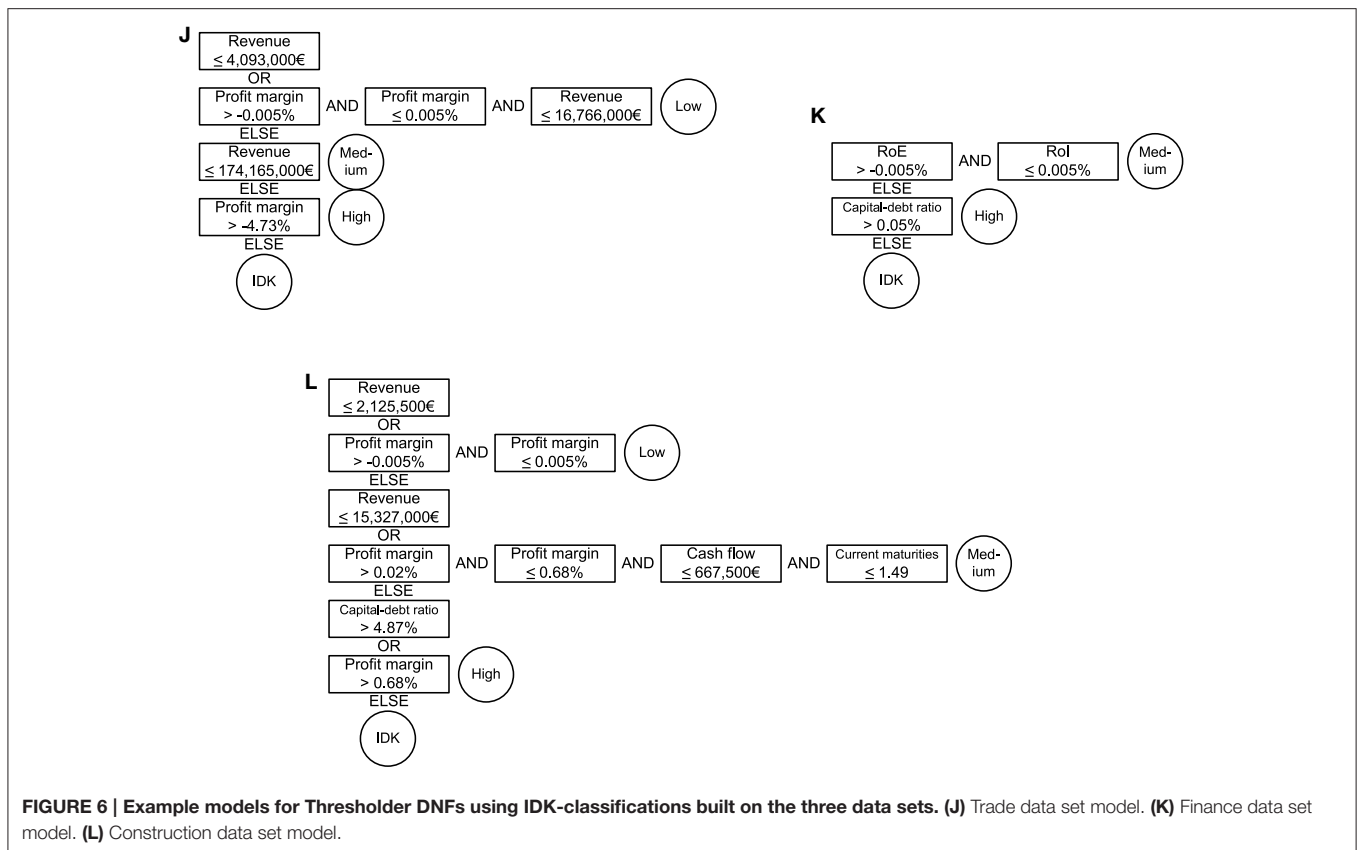 J
Revenue
≤ 4,093,000€
OR
Profit margin
> -0.005%
AND
Profit margin
≤ 0.005%
AND
Revenue
≤ 16,766,000€
Low
ELSE
Revenue
≤ 174,165,000€
Med-
ium
ELSE
Profit margin
> -4.73%
High
ELSE
IDK
K
RoE
> -0.005%
AND
RoI
≤ 0.005%
Med-
ium
ELSE
Capital-debt ratio
> 0.05%
High
ELSE
IDK
L
Revenue
≤ 2,125,500€
OR
Profit margin
> -0.005%
AND
Profit margin
≤ 0.005%
Low
ELSE
Revenue
≤ 15,327,000€
OR
Profit margin
> 0.02%
AND
Profit margin
≤ 0.68%
AND
Cash flow
≤ 667,500€
AND
Current maturities
≤ 1.49
Med-
ium
ELSE
Capital-debt ratio
> 4.87%
OR
Profit margin
> 0.68%
High
ELSE
IDK
FIGURE 6 | Example models for Thresholder DNFs using IDK-classifications built on the three data sets. (J) Trade data set model. (K) Finance data set
model. (L) Construction data set model.